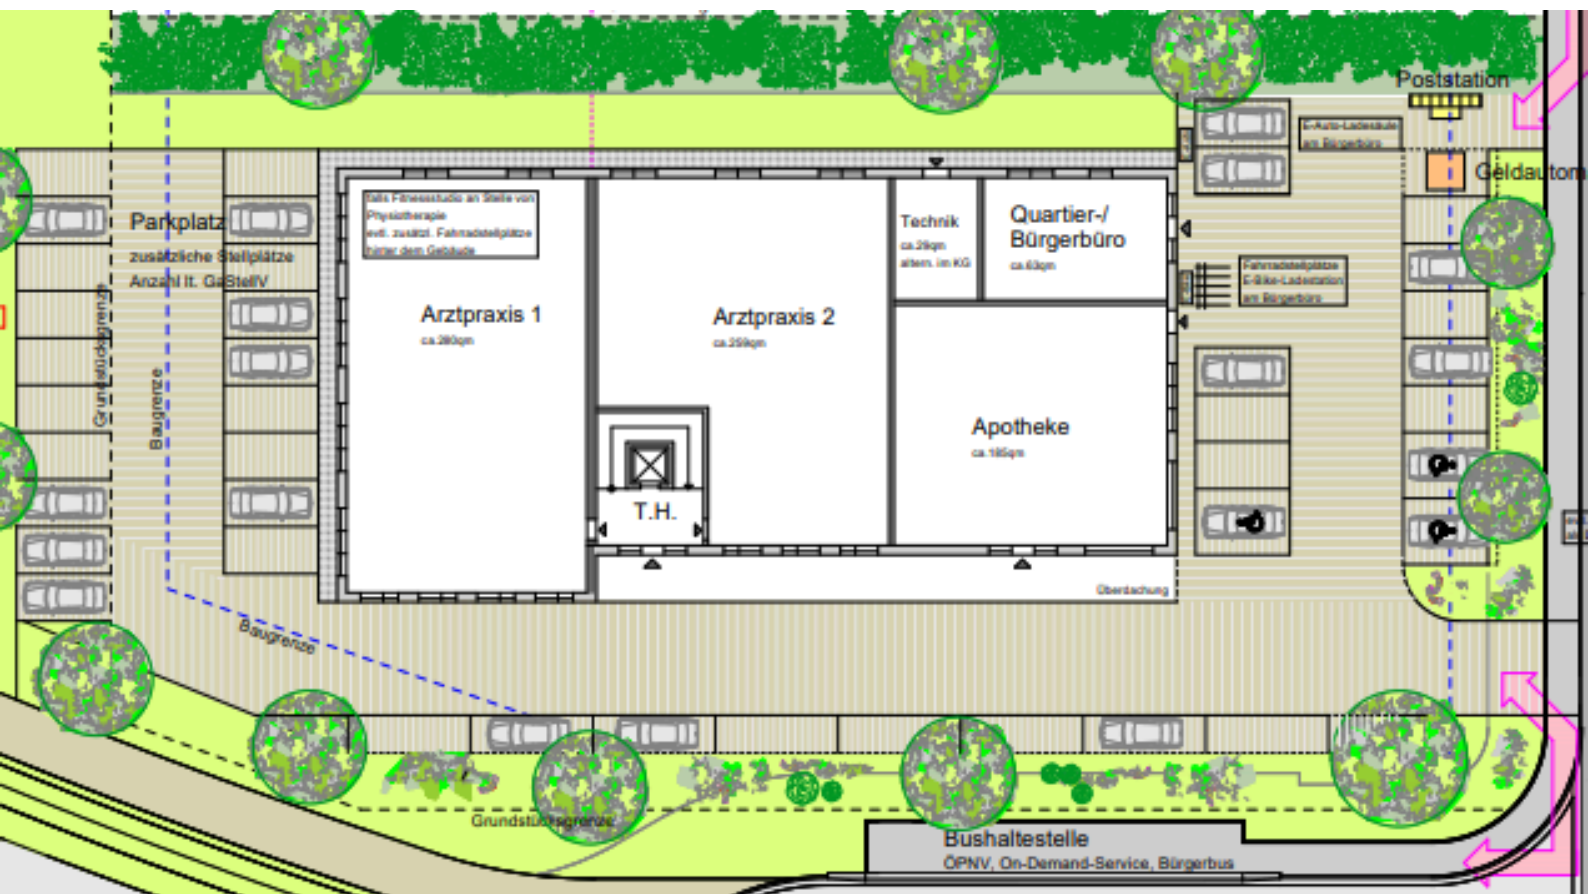 Poststation
E-Auto-Ladesäule
am Bürgerbüro
Geldautom
falls Fitnessstudio an Stelle von
Physiotherapie
evtl. zusätzl. Fahrradstellplätze
hinter dem Gebäude
Parkplatz
zusätzliche Stellplätze
Anzahl lt. GaStellV
Technik
ca.28qm
altern. im KG
Quartier-/
Bürgerbüro
ca.63qm
Fahrradstellplätze
E-Bike-Ladestation
am Bürgerbüro
Arztpraxis 1
ca.280qm
Arztpraxis 2
ca.259qm
Grundstücksgrenze
Baugrenze
Apotheke
ca.185qm
T.H.
Überdachung
Baugrenze
Grundstücksgrenze
Bushaltestelle
ÖPNV, On-Demand-Service, Bürgerbus